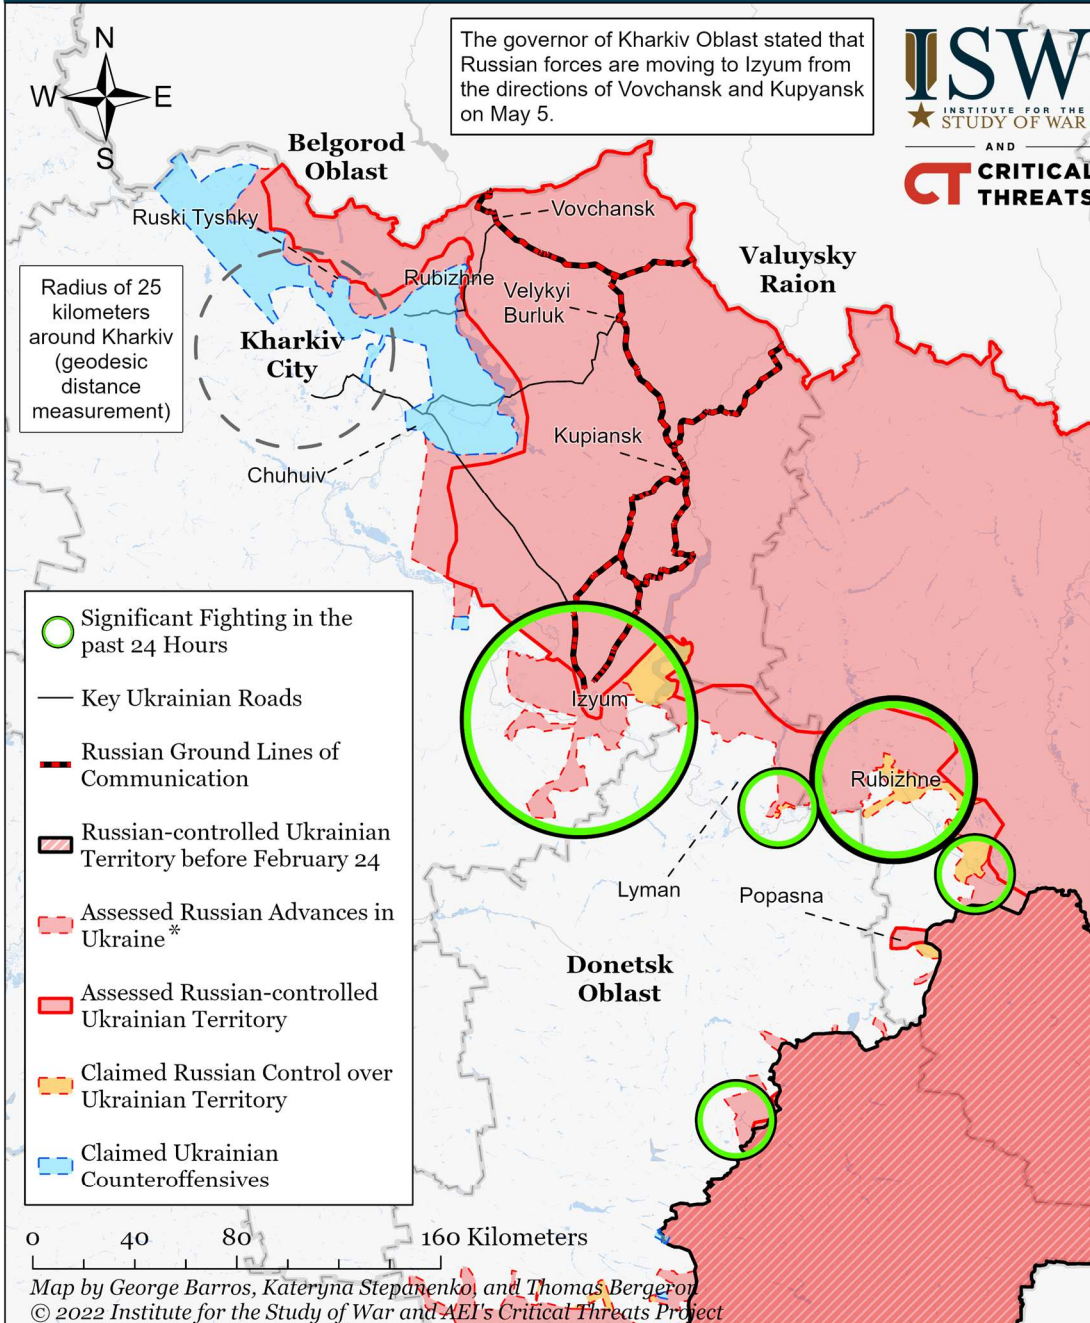 The governor of Kharkiv Oblast stated that
Russian forces are moving to Izyum from
the directions of Vovchansk and Kupyansk
on May 5.
ISW
INSTITUTE FOR THE
STUDY OF WAR
AND
CT CRITICAL
THREATS
N
W
E
S
Belgorod
Oblast
Ruski Tyshky
Vovchansk
Valuysky
Raion
Rubizhne
Velykyi
Burluk
Radius of 25
kilometers
around Kharkiv
(geodesic
distance
measurement)
Kharkiv
City
Kupiansk
Chuhuiv
Izyum
Rubizhne
Lyman
Popasna
Donetsk
Oblast
Significant Fighting in the
past 24 Hours
Key Ukrainian Roads
Russian Ground Lines of
Communication
Russian-controlled Ukrainian
Territory before February 24
Assessed Russian Advances in
Ukraine*
Assessed Russian-controlled
Ukrainian Territory
Claimed Russian Control over
Ukrainian Territory
Claimed Ukrainian
Counteroffensives
0 40 80 160 Kilometers
Map by George Barros, Kateryna Stepanenko, and Thomas Bergeron
© 2022 Institute for the Study of War and AEI's Critical Threats Project